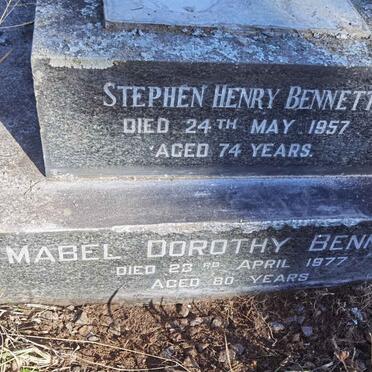 STEPHEN HENRY BENNETT
DIED 24TH MAY 1957
AGED 74 YEARS.
MABEL DOROTHY BENN
DIED 23RD APRIL 1977
AGED 80 YEARS